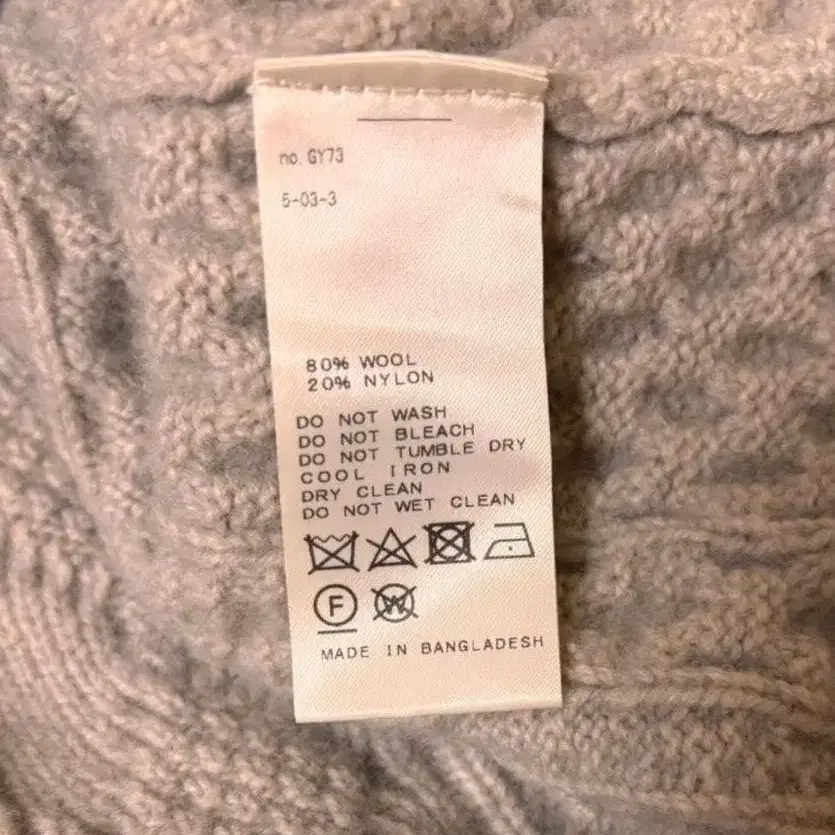 no. GY73
5-03-3
80% WOOL
20% NYLON
DO NOT WASH
DO NOT BLEACH
DO NOT TUMBLE DRY
COOL IRON
DRY CLEAN
DO NOT WET CLEAN
F W
MADE IN BANGLADESH